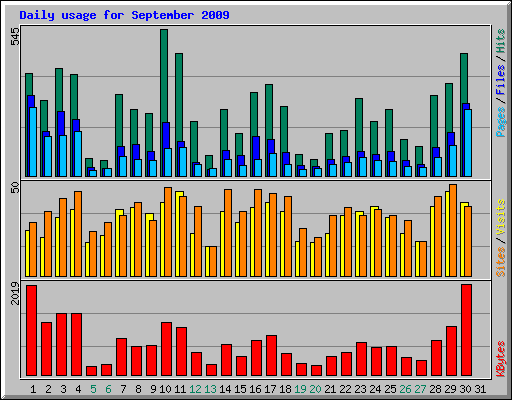 Daily usage for September 2009
545
50
2019
Pages / Files / Hits
Sites / Visits
KBytes
1 2 3 4 5 6 7 8 9 10 11 12 13 14 15 16 17 18 19 20 21 22 23 24 25 26 27 28 29 30 31